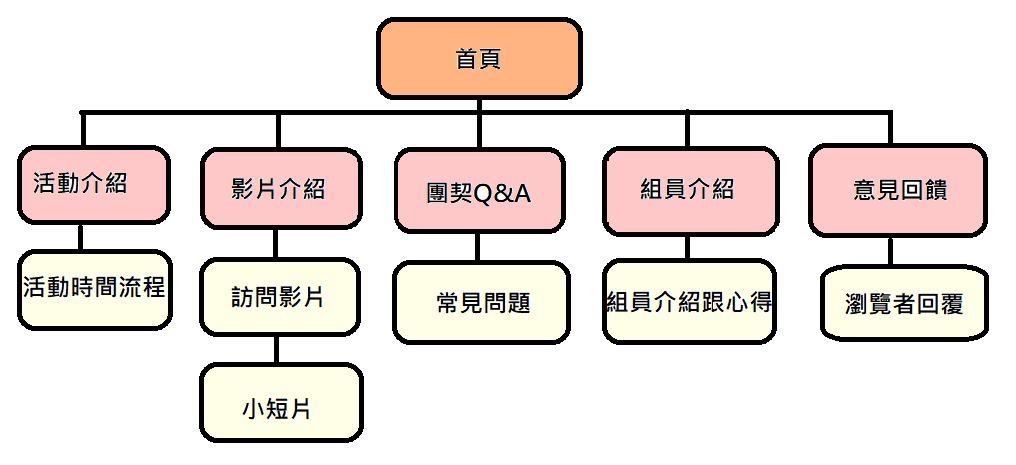 首頁
活動介紹
影片介紹
團契Q&A
組員介紹
意見回饋
活動時間流程
訪問影片
常見問題
組員介紹跟心得
瀏覽者回覆
小短片